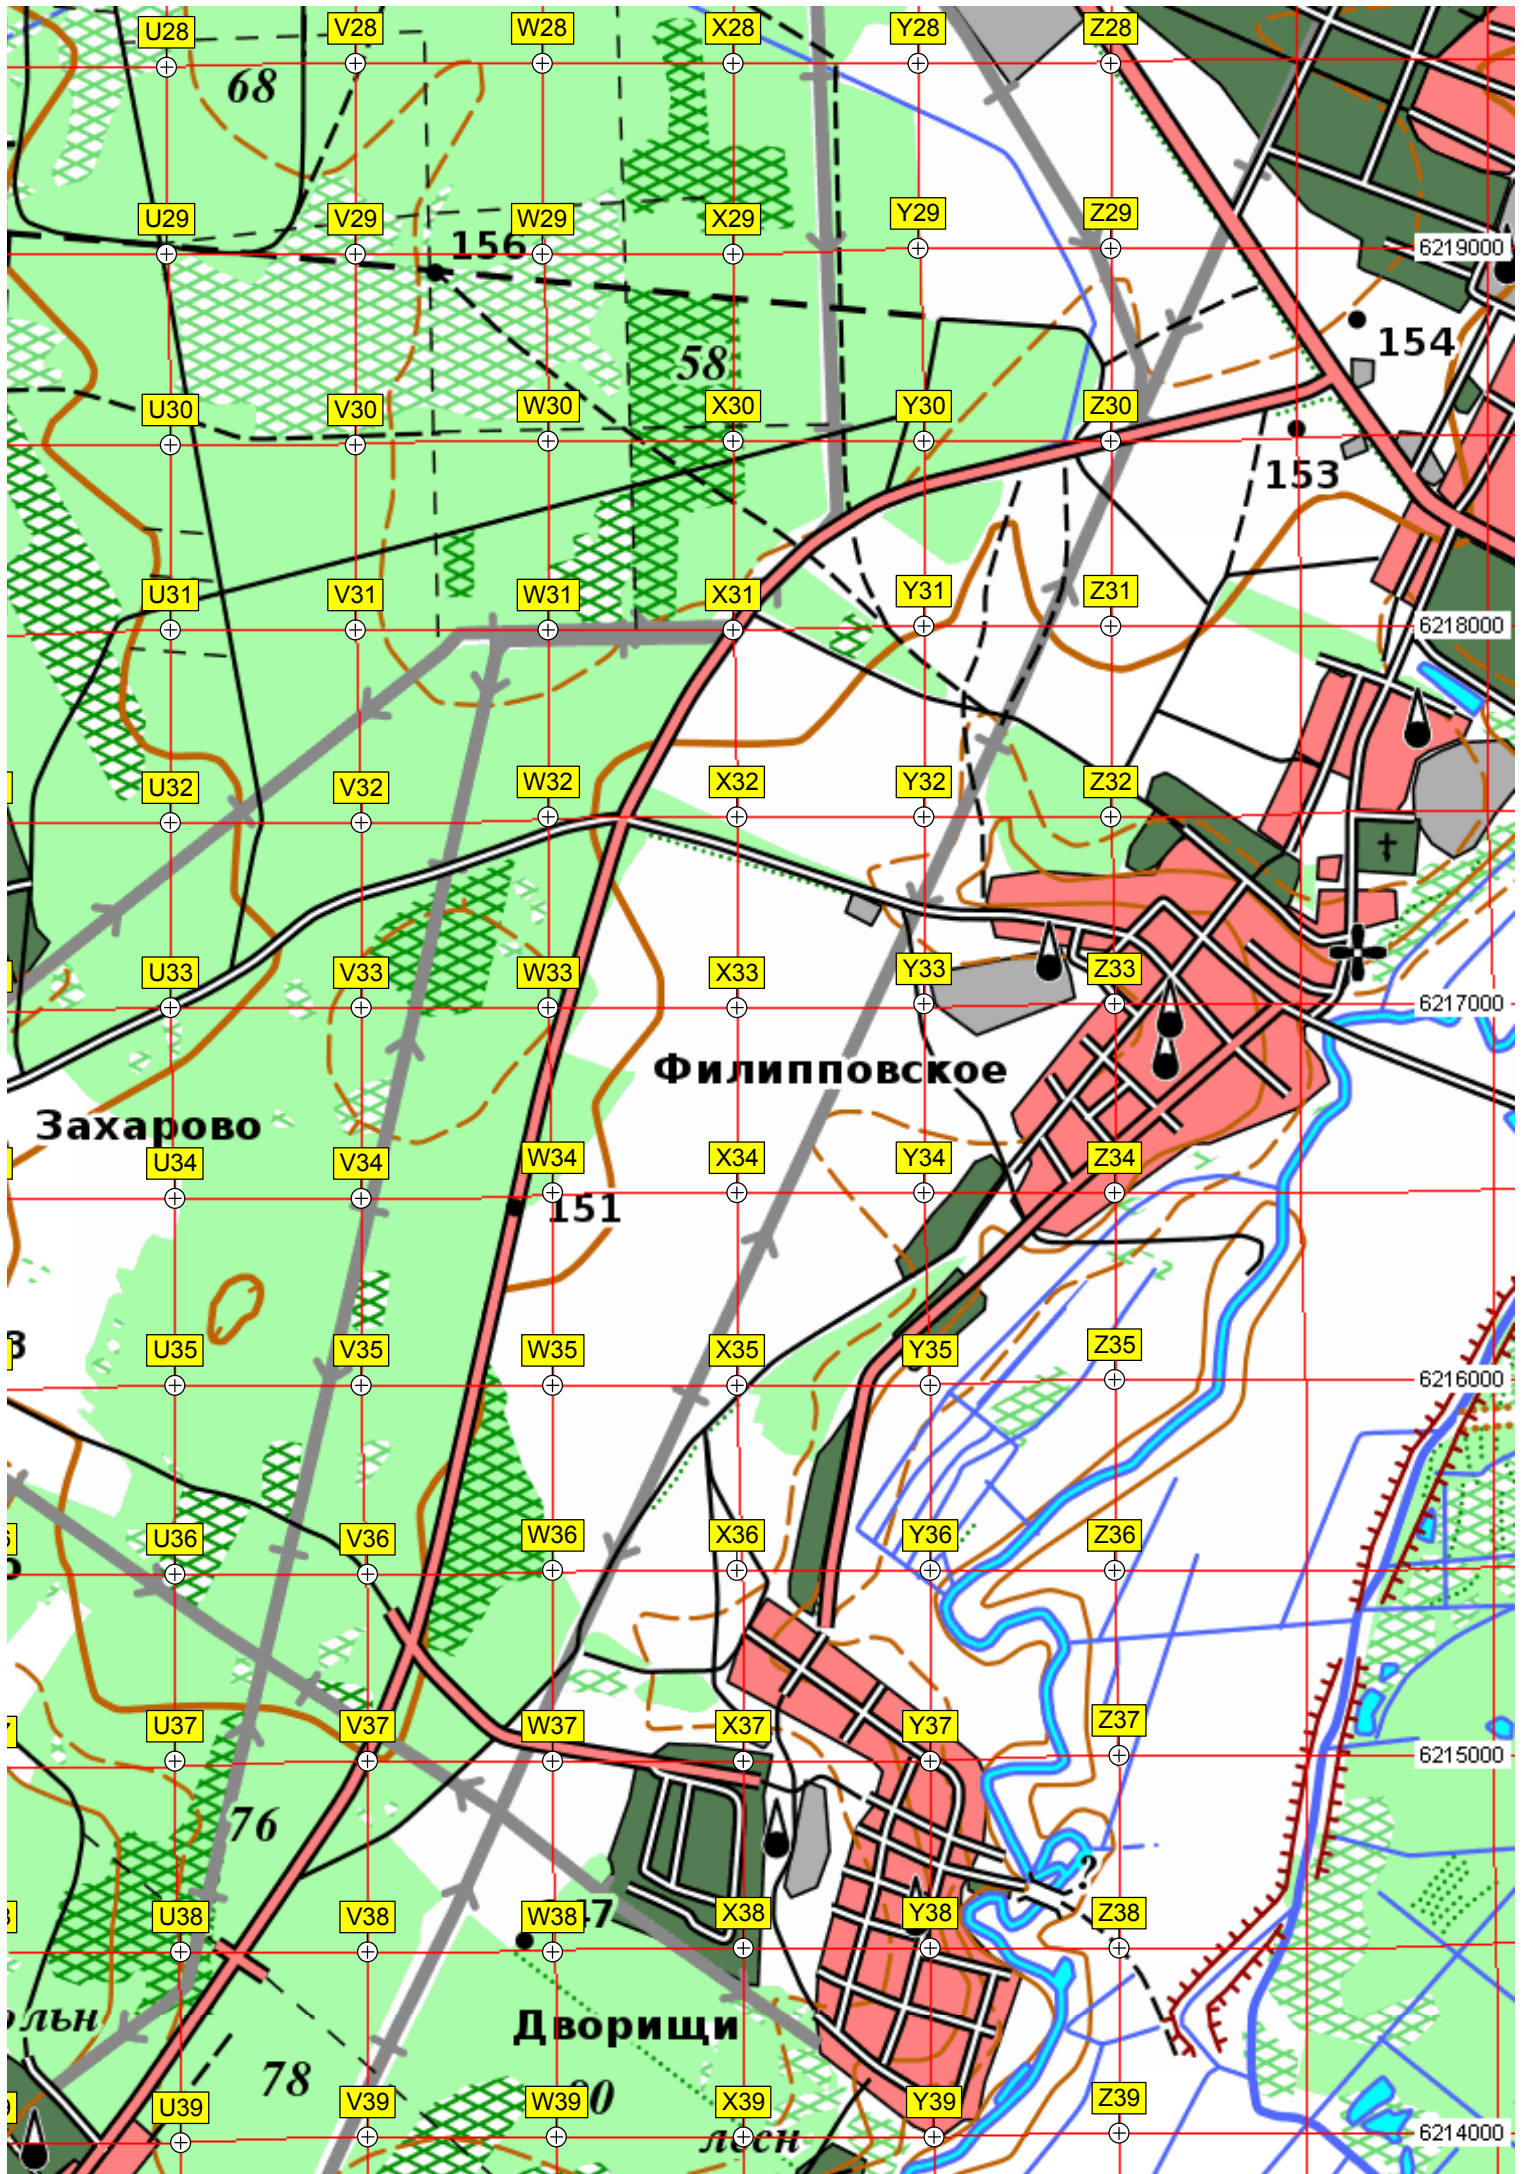 U28 V28 W28 X28 Y28 Z28
68
U29 V29 W29 X29 Y29 Z29
156
6219000
154
58
U30 V30 W30 X30 Y30 Z30
153
U31 V31 W31 X31 Y31 Z31
6218000
U32 V32 W32 X32 Y32 Z32
U33 V33 W33 X33 Y33 Z33
6217000
Филипповское
Захарово
U34 V34 W34 X34 Y34 Z34
151
U35 V35 W35 X35 Y35 Z35
6216000
U36 V36 W36 X36 Y36 Z36
U37 V37 W37 X37 Y37 Z37
6215000
76
?
U38 V38 W38 X38 Y38 Z38
Дворищи
78
U39 V39 W39 X39 Y39 Z39
6214000